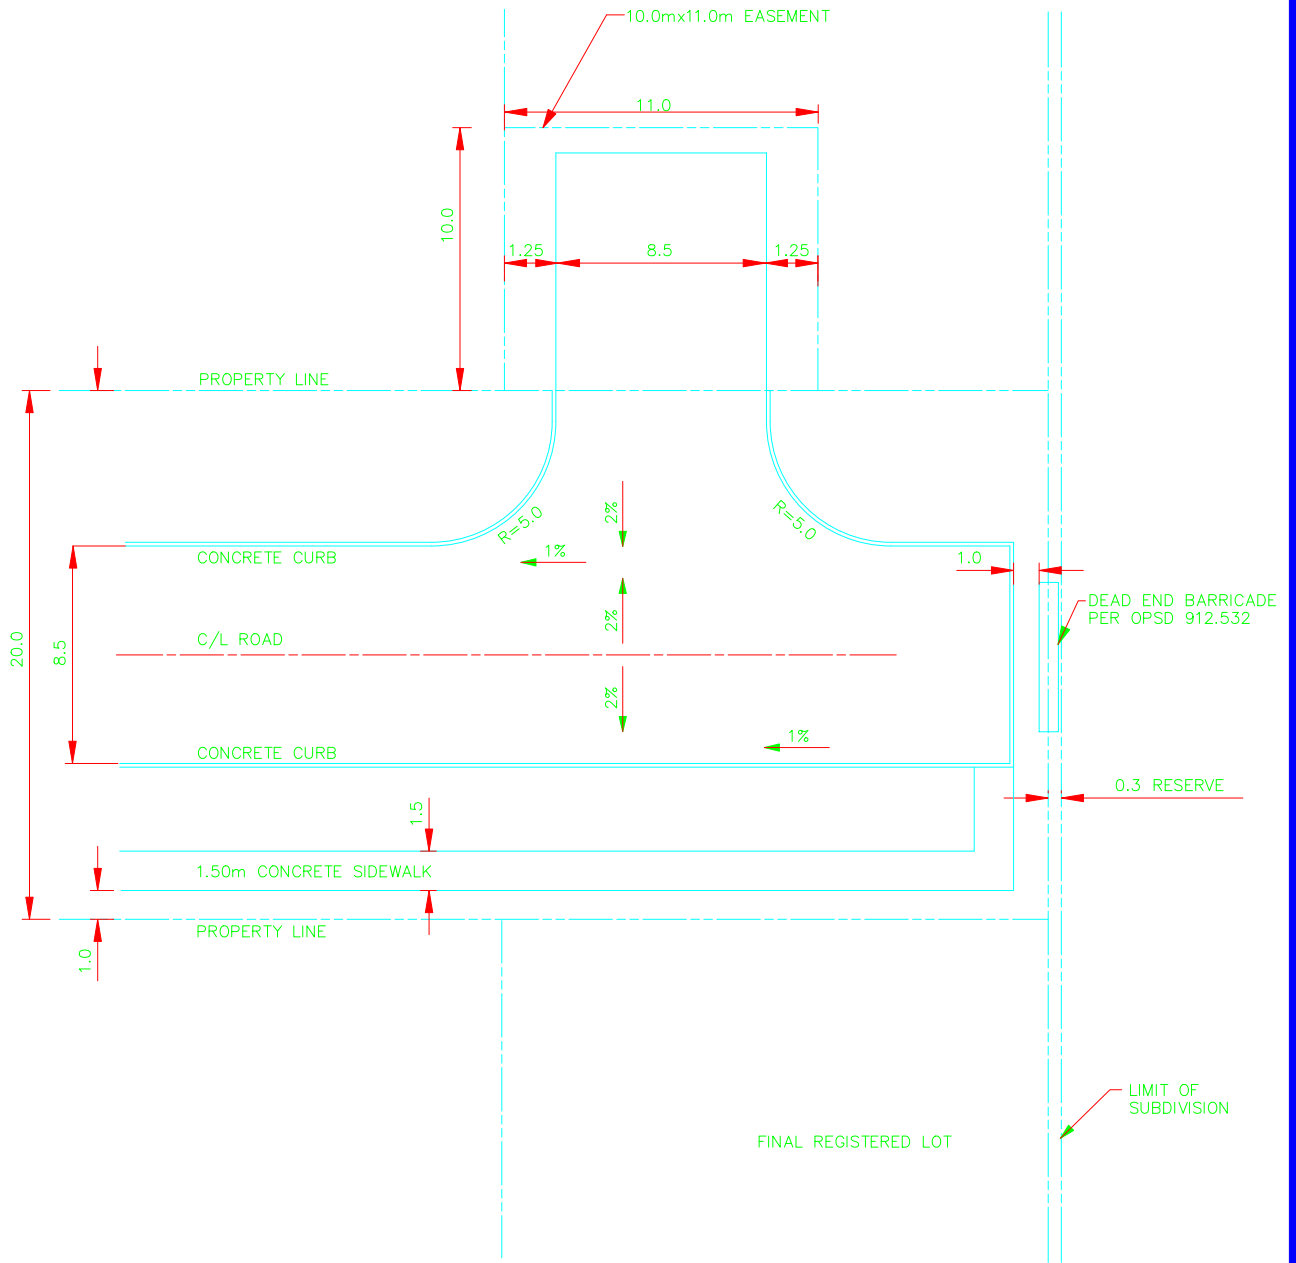 10.0mx11.0m EASEMENT
11.0
10.0
1.25
8.5
1.25
PROPERTY LINE
R=5.0
R=5.0
2%
CONCRETE CURB
1%
1.0
DEAD END BARRICADE
PER OPSD 912.532
2%
C/L ROAD
20.0
8.5
2%
1%
CONCRETE CURB
0.3 RESERVE
1.5
1.50m CONCRETE SIDEWALK
PROPERTY LINE
1.0
LIMIT OF
SUBDIVISION
FINAL REGISTERED LOT